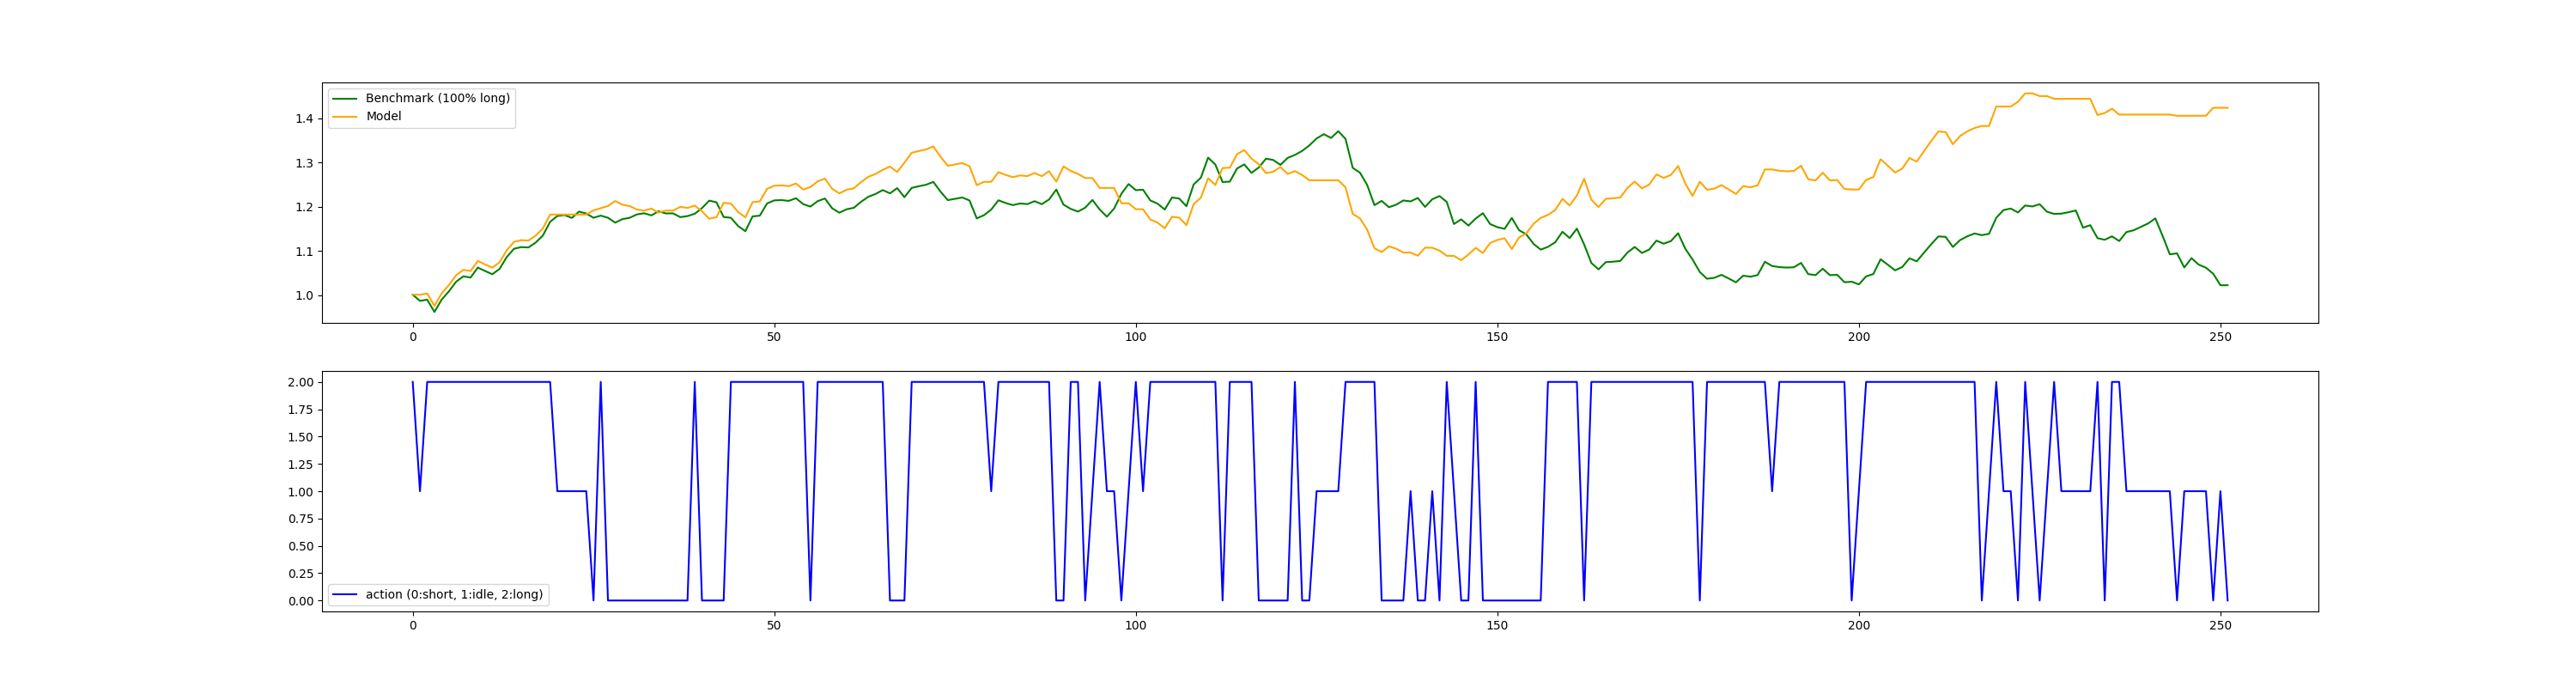 Benchmark (100% long)
Model
1.4
1.3
1.2
1.1
1.0
0 50 100 150 200 250
2.00
1.75
1.50
1.25
1.00
0.75
0.50
0.25
0.00
action (0:short, 1:idle, 2:long)
0 50 100 150 200 250